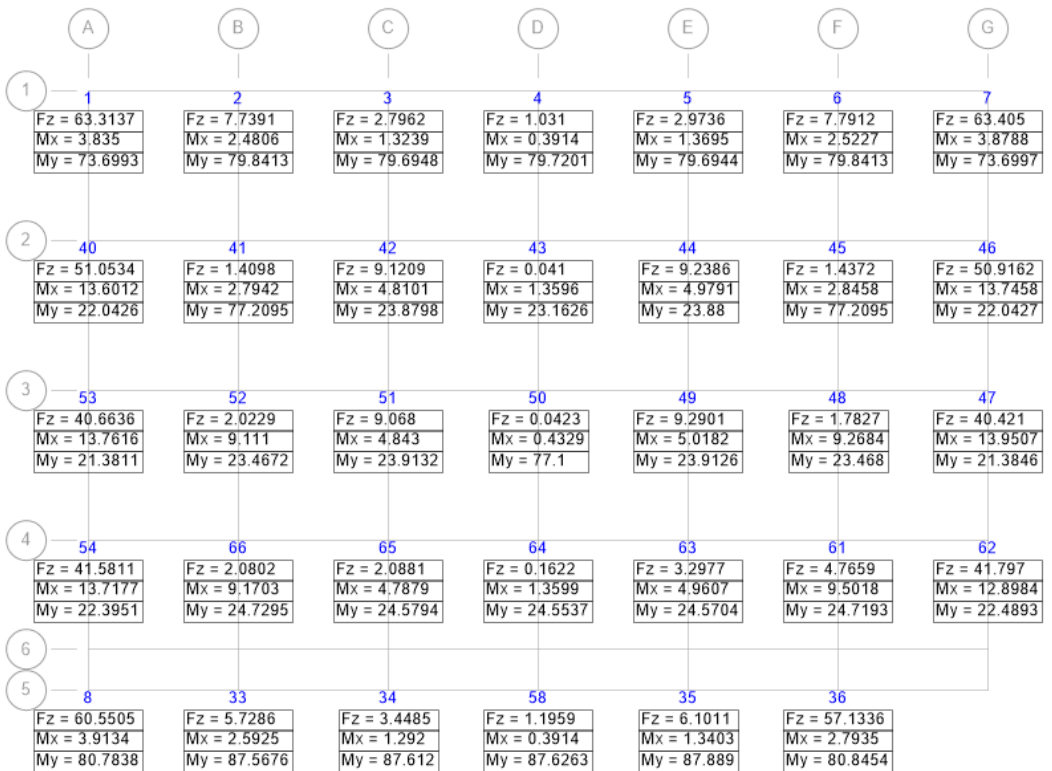 A B C D E F G
1
1 2 3 4 5 6 7
Fz = 63.3137 Fz = 7.7391 Fz = 2.7962 Fz = 1.031 Fz = 2.9736 Fz = 7.7912 Fz = 63.405
Mx = 3.835 Mx = 2.4806 Mx = 1.3239 Mx = 0.3914 Mx = 1.3695 Mx = 2.5227 Mx = 3.8788
My = 73.6993 My = 79.8413 My = 79.6948 My = 79.7201 My = 79.6944 My = 79.8413 My = 73.6997
2
40 41 42 43 44 45 46
Fz = 51.0534 Fz = 1.4098 Fz = 9.1209 Fz = 0.041 Fz = 9.2386 Fz = 1.4372 Fz = 50.9162
Mx = 13.6012 Mx = 2.7942 Mx = 4.8101 Mx = 1.3596 Mx = 4.9791 Mx = 2.8458 Mx = 13.7458
My = 22.0426 My = 77.2095 My = 23.8798 My = 23.1626 My = 23.88 My = 77.2095 My = 22.0427
3
53 52 51 50 49 48 47
Fz = 40.6636 Fz = 2.0229 Fz = 9.068 Fz = 0.0423 Fz = 9.2901 Fz = 1.7827 Fz = 40.421
Mx = 13.7616 Mx = 9.111 Mx = 4.843 Mx = 0.4329 Mx = 5.0182 Mx = 9.2684 Mx = 13.9507
My = 21.3811 My = 23.4672 My = 23.9132 My = 77.1 My = 23.9126 My = 23.468 My = 21.3846
4
54 66 65 64 63 61 62
Fz = 41.5811 Fz = 2.0802 Fz = 2.0881 Fz = 0.1622 Fz = 3.2977 Fz = 4.7659 Fz = 41.797
Mx = 13.7177 Mx = 9.1703 Mx = 4.7879 Mx = 1.3599 Mx = 4.9607 Mx = 9.5018 Mx = 12.8984
My = 22.3951 My = 24.7295 My = 24.5794 My = 24.5537 My = 24.5704 My = 24.7193 My = 22.4893
6
5
8 33 34 58 35 36
Fz = 60.5505 Fz = 5.7286 Fz = 3.4485 Fz = 1.1959 Fz = 6.1011 Fz = 57.1336
Mx = 3.9134 Mx = 2.5925 Mx = 1.292 Mx = 0.3914 Mx = 1.3403 Mx = 2.7935
My = 80.7838 My = 87.5676 My = 87.612 My = 87.6263 My = 87.889 My = 80.8454